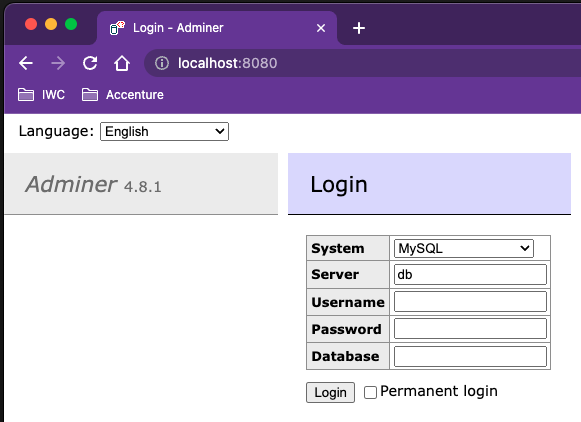 Login - Adminer
localhost:8080
IWC Accenture
Language: English
Adminer 4.8.1
Login
System MySQL
Server db
Username
Password
Database
Login Permanent login